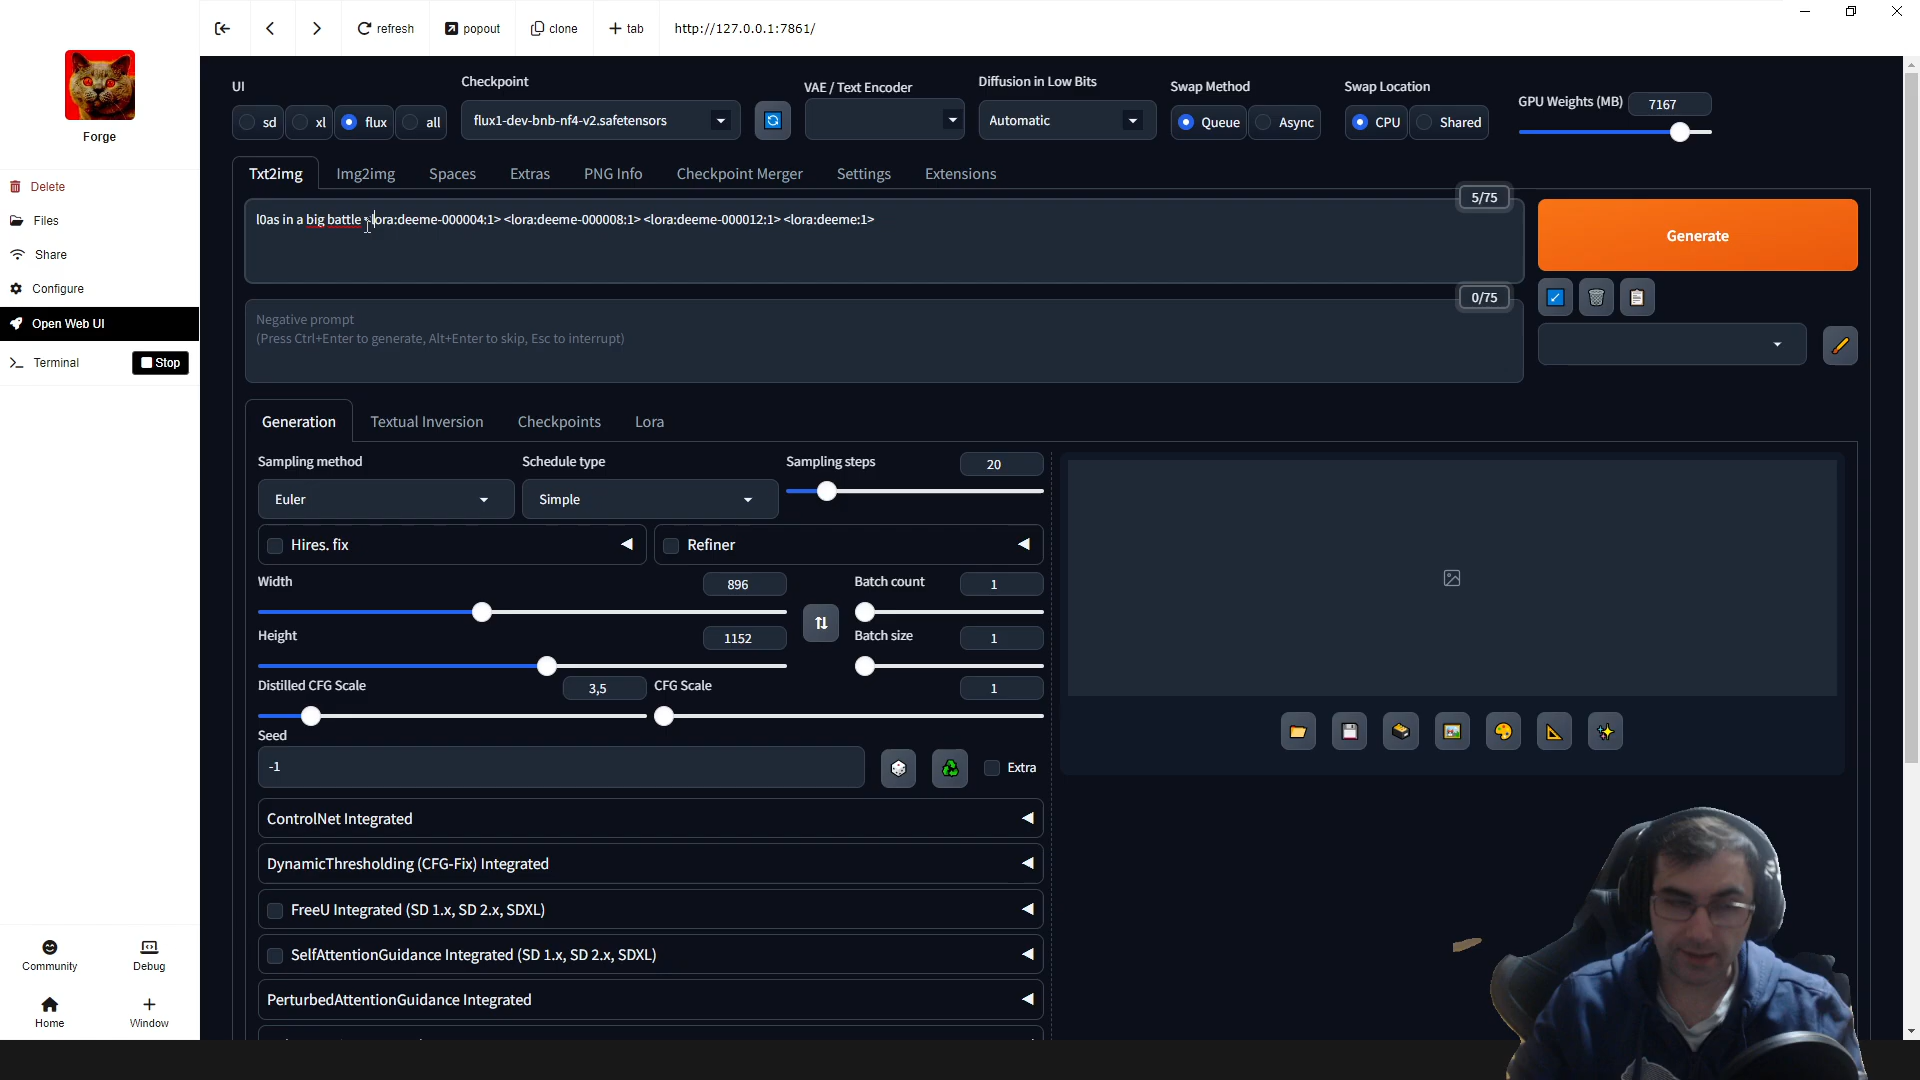 refresh
popout
clone
tab
http://127.0.0.1:7861/
Forge
Delete
Files
Share
Configure
Open Web UI
Terminal
Stop
Community
Debug
Home
Window
UI
sd
xl
flux
all
Checkpoint
flux1-dev-bnb-nf4-v2.safetensors
VAE / Text Encoder
Diffusion in Low Bits
Automatic
Swap Method
Queue
Async
Swap Location
CPU
Shared
GPU Weights (MB)
7167
Txt2img
Img2img
Spaces
Extras
PNG Info
Checkpoint Merger
Settings
Extensions
5/75
l0as in a big battle <lora:deeme-000004:1> <lora:deeme-000008:1> <lora:deeme-000012:1> <lora:deeme:1>
Generate
0/75
Negative prompt
(Press Ctrl+Enter to generate, Alt+Enter to skip, Esc to interrupt)
Generation
Textual Inversion
Checkpoints
Lora
Sampling method
Euler
Schedule type
Simple
Sampling steps
20
Hires. fix
Refiner
Width
896
Batch count
1
Height
1152
Batch size
1
Distilled CFG Scale
3,5
CFG Scale
1
Seed
-1
Extra
ControlNet Integrated
DynamicThresholding (CFG-Fix) Integrated
FreeU Integrated (SD 1.x, SD 2.x, SDXL)
SelfAttentionGuidance Integrated (SD 1.x, SD 2.x, SDXL)
PerturbedAttentionGuidance Integrated